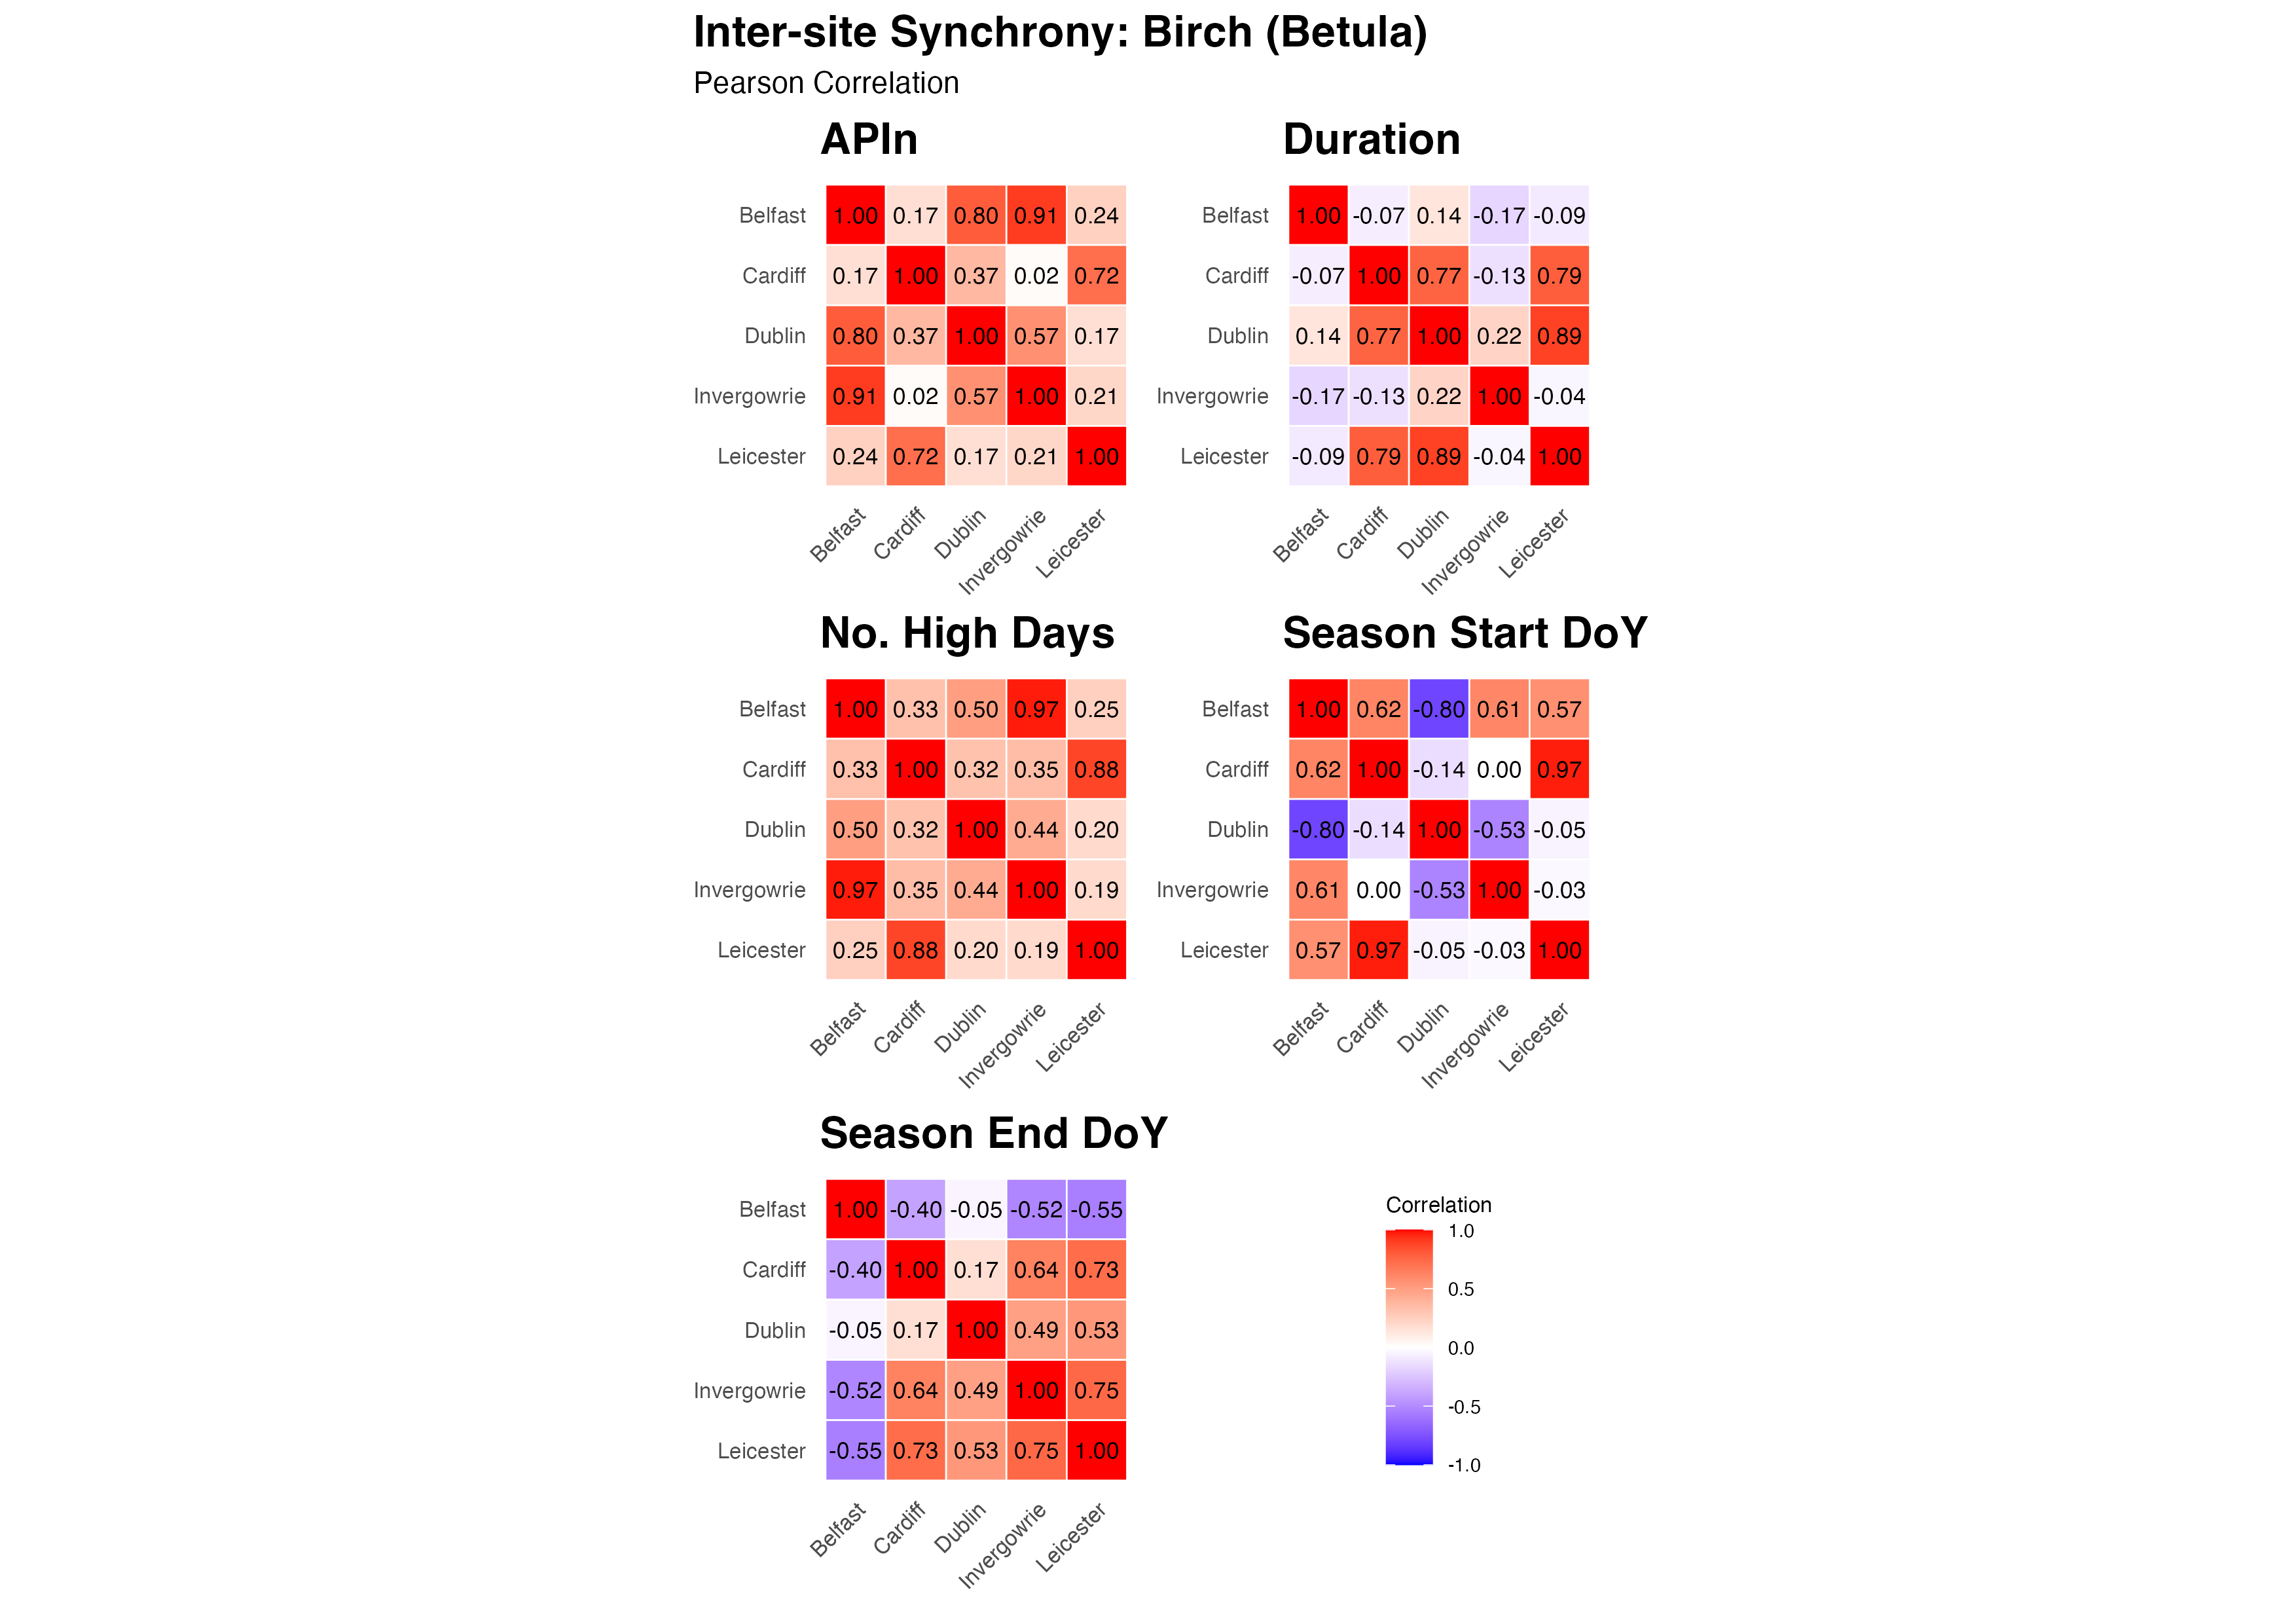 Inter-site Synchrony: Birch (Betula)
Pearson Correlation
APIn
Belfast 1.00 0.17 0.80 0.91 0.24
Cardiff 0.17 1.00 0.37 0.02 0.72
Dublin 0.80 0.37 1.00 0.57 0.17
Invergowrie 0.91 0.02 0.57 1.00 0.21
Leicester 0.24 0.72 0.17 0.21 1.00
Belfast Cardiff Dublin Invergowrie Leicester
Duration
Belfast 1.00 -0.07 0.14 -0.17 -0.09
Cardiff -0.07 1.00 0.77 -0.13 0.79
Dublin 0.14 0.77 1.00 0.22 0.89
Invergowrie -0.17 -0.13 0.22 1.00 -0.04
Leicester -0.09 0.79 0.89 -0.04 1.00
Belfast Cardiff Dublin Invergowrie Leicester
No. High Days
Belfast 1.00 0.33 0.50 0.97 0.25
Cardiff 0.33 1.00 0.32 0.35 0.88
Dublin 0.50 0.32 1.00 0.44 0.20
Invergowrie 0.97 0.35 0.44 1.00 0.19
Leicester 0.25 0.88 0.20 0.19 1.00
Belfast Cardiff Dublin Invergowrie Leicester
Season Start DoY
Belfast 1.00 0.62 -0.80 0.61 0.57
Cardiff 0.62 1.00 -0.14 0.00 0.97
Dublin -0.80 -0.14 1.00 -0.53 -0.05
Invergowrie 0.61 0.00 -0.53 1.00 -0.03
Leicester 0.57 0.97 -0.05 -0.03 1.00
Belfast Cardiff Dublin Invergowrie Leicester
Season End DoY
Belfast 1.00 -0.40 -0.05 -0.52 -0.55
Cardiff -0.40 1.00 0.17 0.64 0.73
Dublin -0.05 0.17 1.00 0.49 0.53
Invergowrie -0.52 0.64 0.49 1.00 0.75
Leicester -0.55 0.73 0.53 0.75 1.00
Belfast Cardiff Dublin Invergowrie Leicester
Correlation
1.0
0.5
0.0
-0.5
-1.0